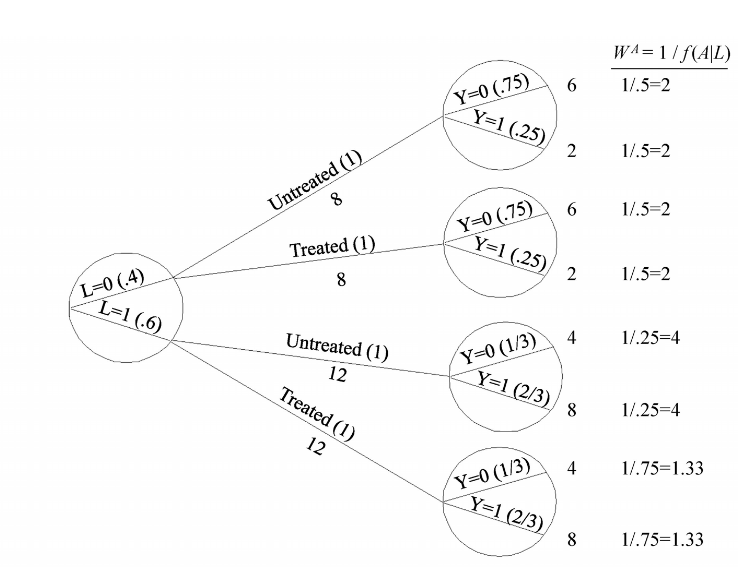 W^A = 1 / f(A|L)
Y=0 (.75) 6 1/.5=2
Y=1 (.25) 2 1/.5=2
Untreated (1)
8
Y=0 (.75) 6 1/.5=2
Y=1 (.25) 2 1/.5=2
Treated (1)
8
L=0 (.4)
L=1 (.6)
Untreated (1)
12
Y=0 (1/3) 4 1/.25=4
Y=1 (2/3) 8 1/.25=4
Treated (1)
12
Y=0 (1/3) 4 1/.75=1.33
Y=1 (2/3) 8 1/.75=1.33